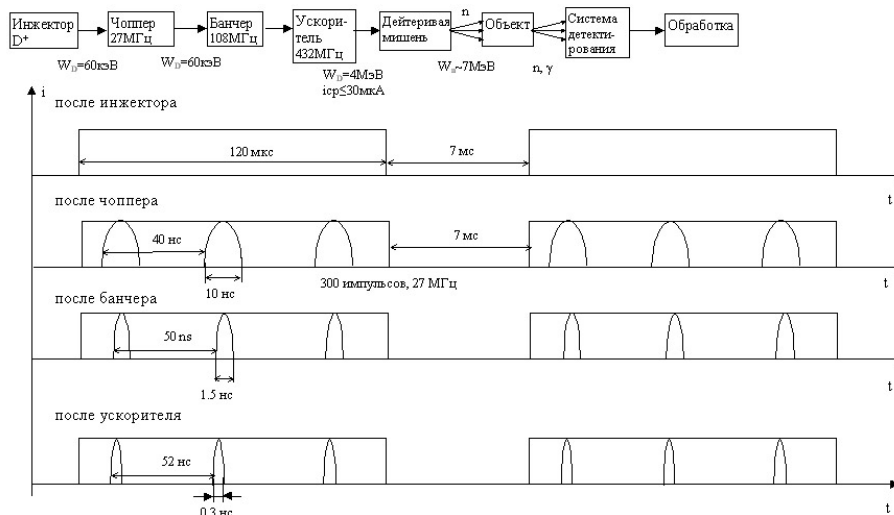 Инжектор
D⁺
Чоппер
27МГц
Банчер
108МГц
Ускори-
тель
432МГц
Дейтеривая
мишень
n
Объект
Система
детекти-
рования
Обработка
W_D=60кэВ
W_D=60кэВ
W_D=4МэВ
iср≤30мкА
W_n~7МэВ
n, γ
i
после инжектора
120 мкс
7 мс
t
после чоппера
40 нс
7 мс
10 нс
300 импульсов, 27 МГц
t
после банчера
50 ns
1.5 нс
t
после ускорителя
52 нс
0.3 нс
t